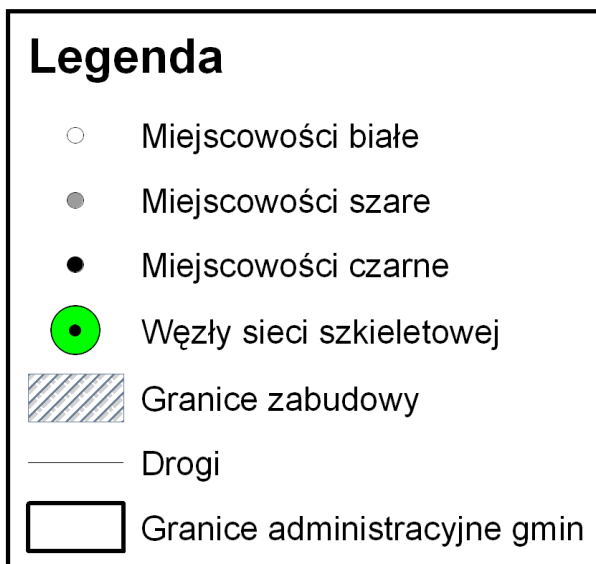 Legenda
Miejscowości białe
Miejscowości szare
Miejscowości czarne
Węzły sieci szkieletowej
Granice zabudowy
Drogi
Granice administracyjne gmin